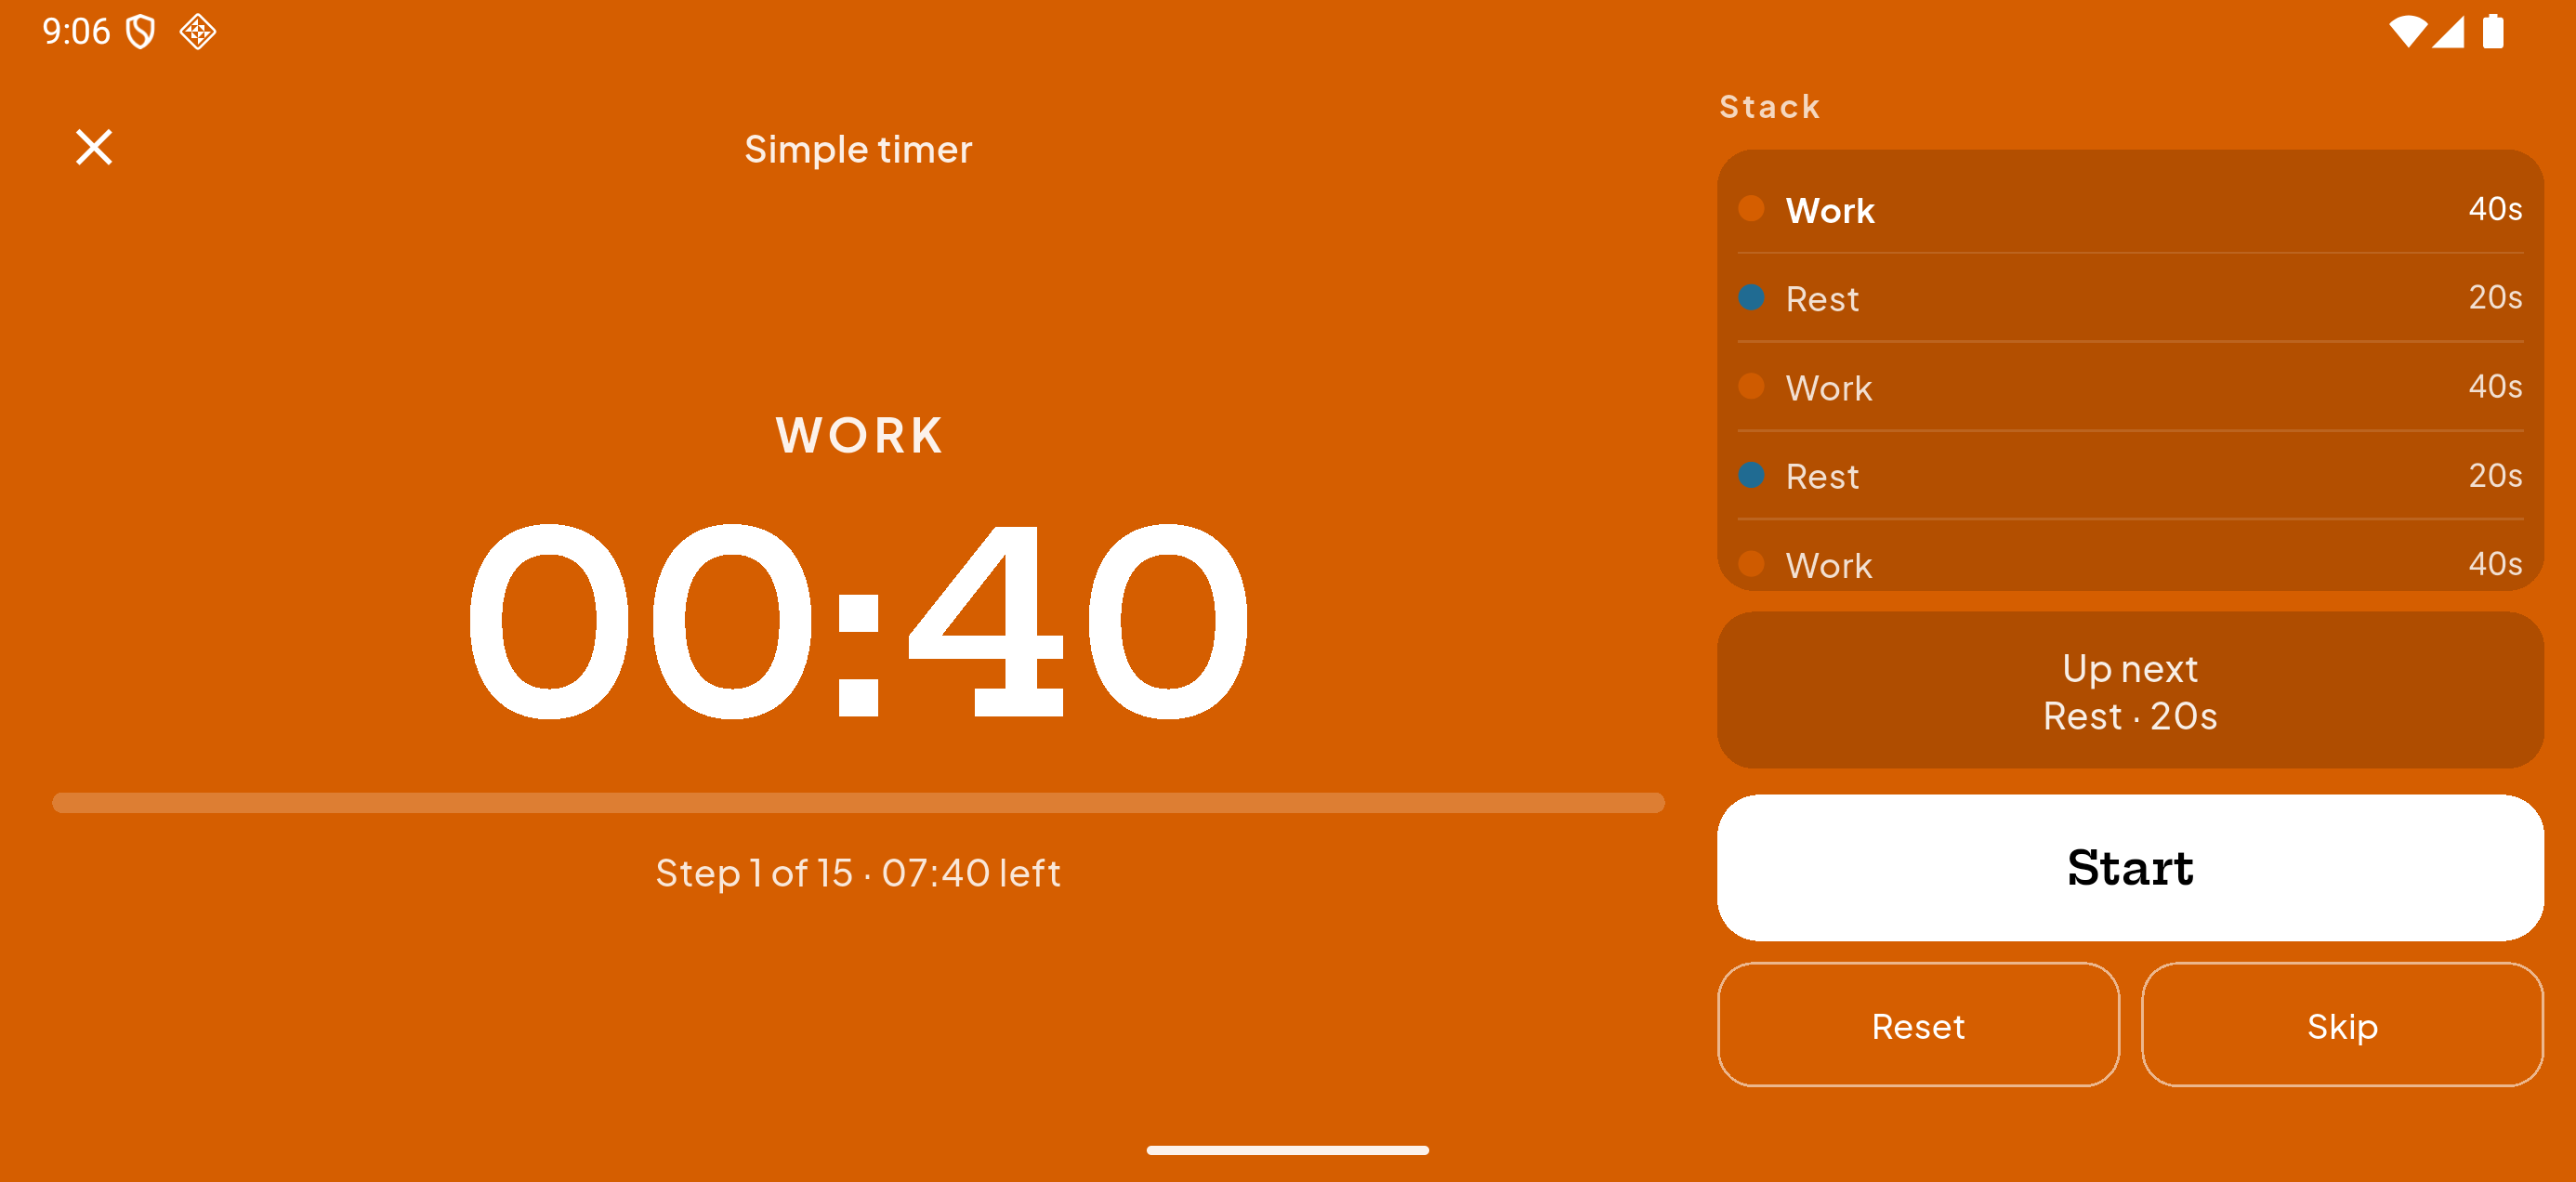 9:06
Simple timer
WORK
00:40
Step 1 of 15 · 07:40 left
Stack
Work 40s
Rest 20s
Work 40s
Rest 20s
Work 40s
Up next
Rest · 20s
Start
Reset Skip